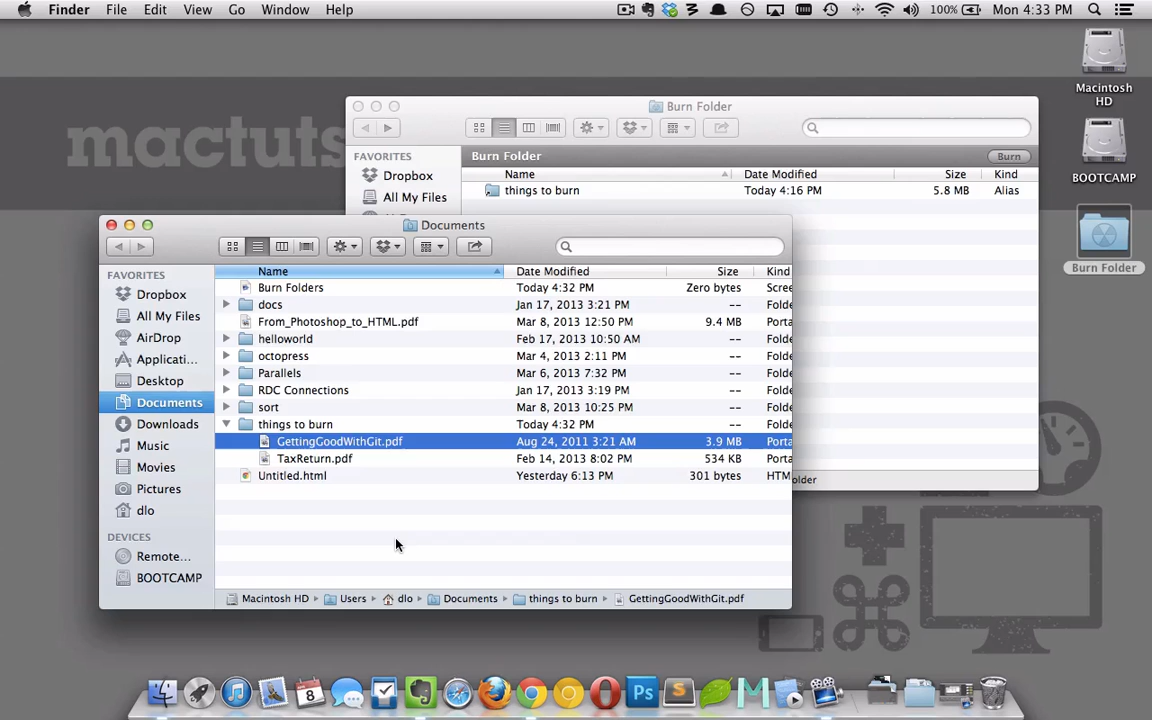 Finder File Edit View Go Window Help 100% Mon 4:33 PM
mactuts
Macintosh HD
BOOTCAMP
Burn Folder
Burn Folder
FAVORITES
Dropbox
All My Files
Burn Folder Burn
Name Date Modified Size Kind
things to burn Today 4:16 PM 5.8 MB Alias
older
Documents
FAVORITES
Dropbox
All My Files
AirDrop
Applicati...
Desktop
Documents
Downloads
Music
Movies
Pictures
dlo
DEVICES
Remote...
BOOTCAMP
Name Date Modified Size Kind
Burn Folders Today 4:32 PM Zero bytes Scree
docs Jan 17, 2013 3:21 PM -- Folde
From_Photoshop_to_HTML.pdf Mar 8, 2013 12:50 PM 9.4 MB Porta
helloworld Feb 17, 2013 10:50 AM -- Folde
octopress Mar 4, 2013 2:11 PM -- Folde
Parallels Mar 6, 2013 7:32 PM -- Folde
RDC Connections Jan 17, 2013 3:19 PM -- Folde
sort Mar 8, 2013 10:25 PM -- Folde
things to burn Today 4:32 PM -- Folde
GettingGoodWithGit.pdf Aug 24, 2011 3:21 AM 3.9 MB Porta
TaxReturn.pdf Feb 14, 2013 8:02 PM 534 KB Porta
Untitled.html Yesterday 6:13 PM 301 bytes HTM
Macintosh HD Users dlo Documents things to burn GettingGoodWithGit.pdf
8
Ps